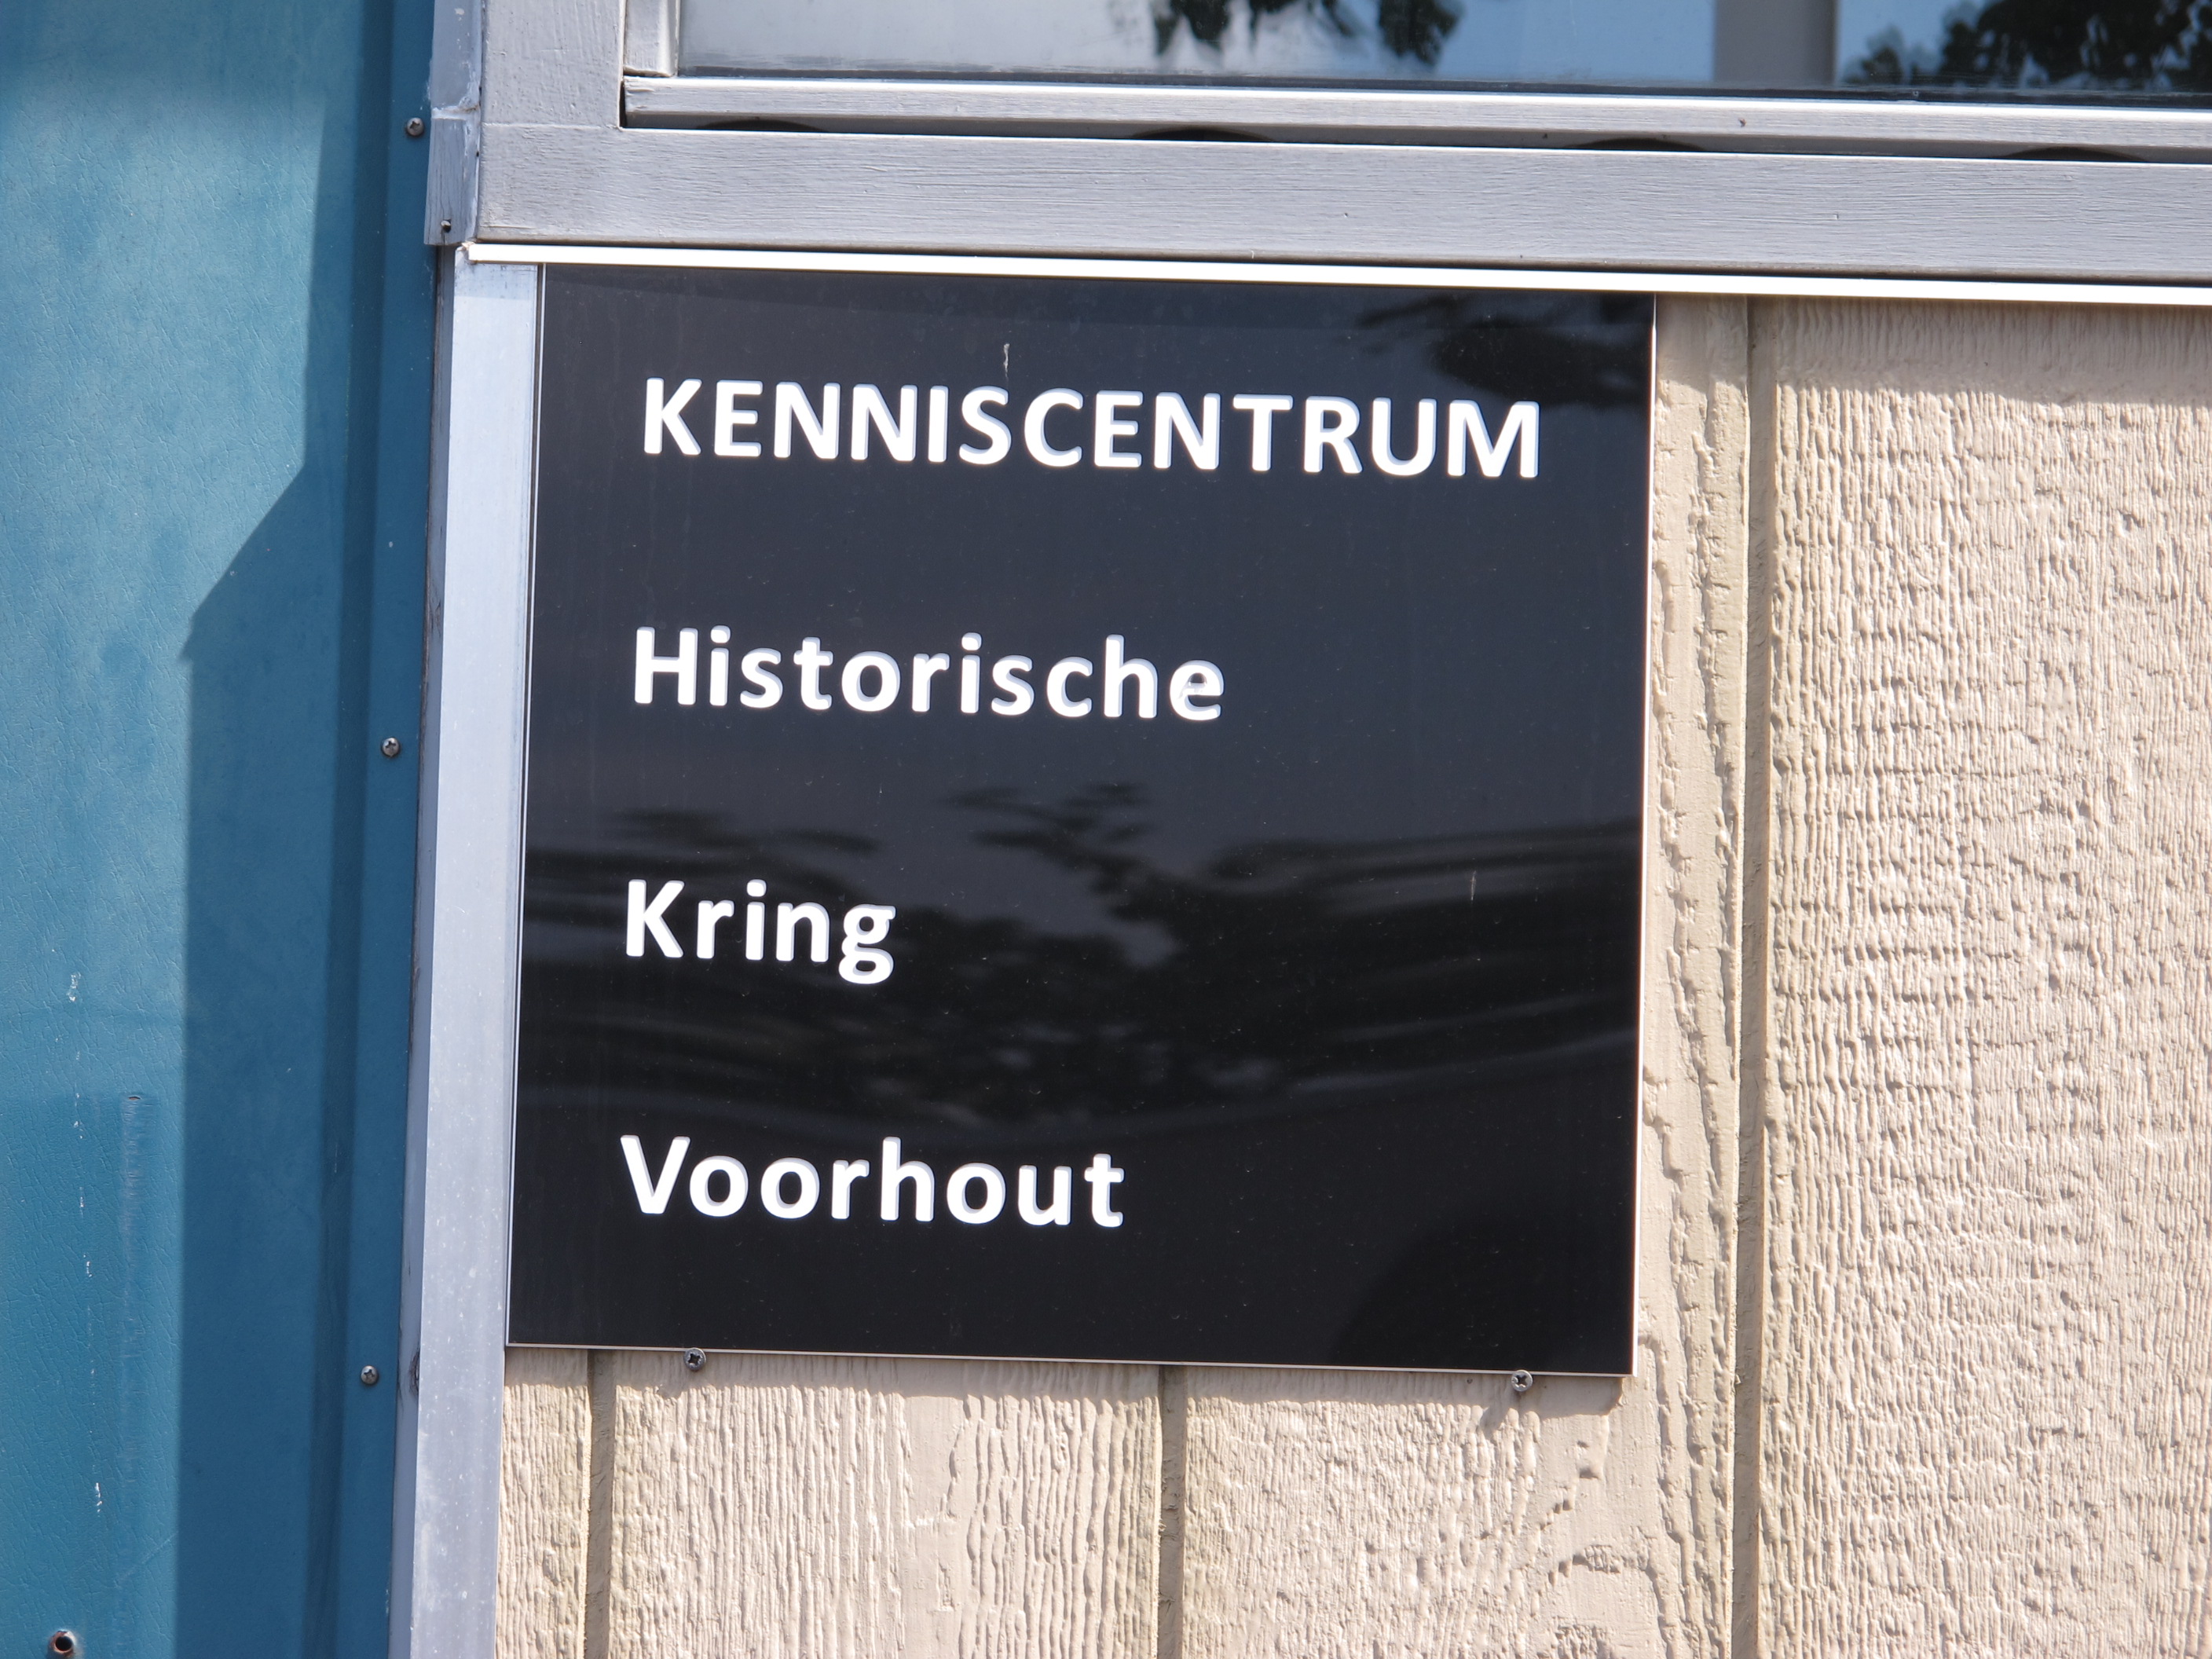 KENNISCENTRUM
Historische
Kring
Voorhout